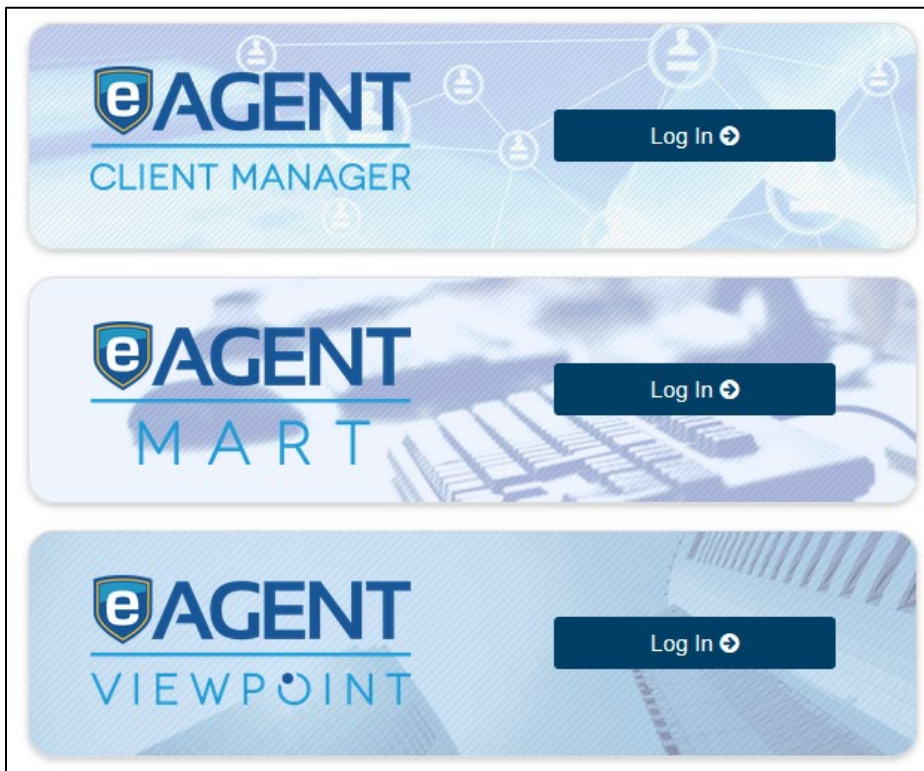 eAGENT
CLIENT MANAGER
Log In
eAGENT
MART
Log In
eAGENT
VIEWPOINT
Log In